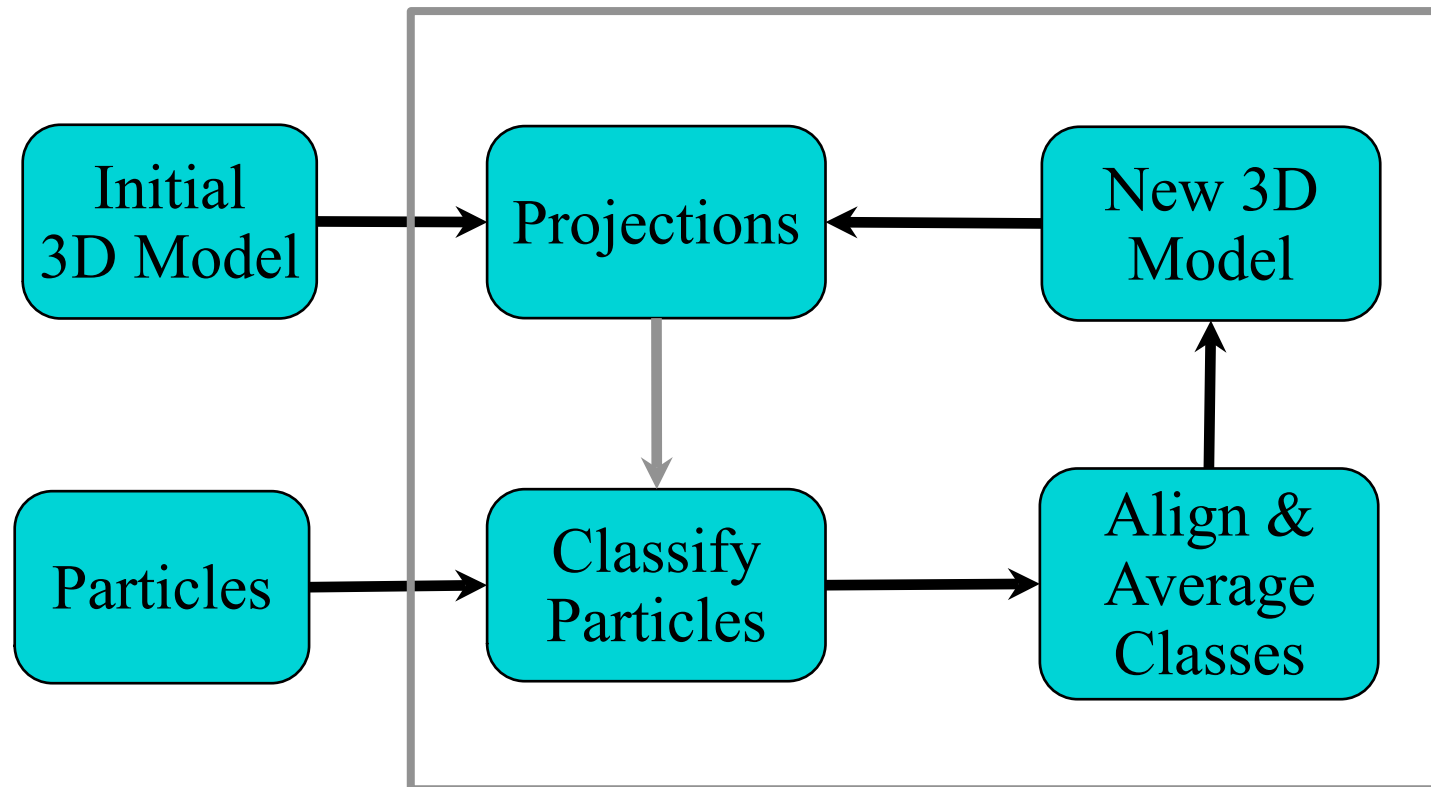 Initial
3D Model
Projections
New 3D
Model
Particles
Classify
Particles
Align &
Average
Classes